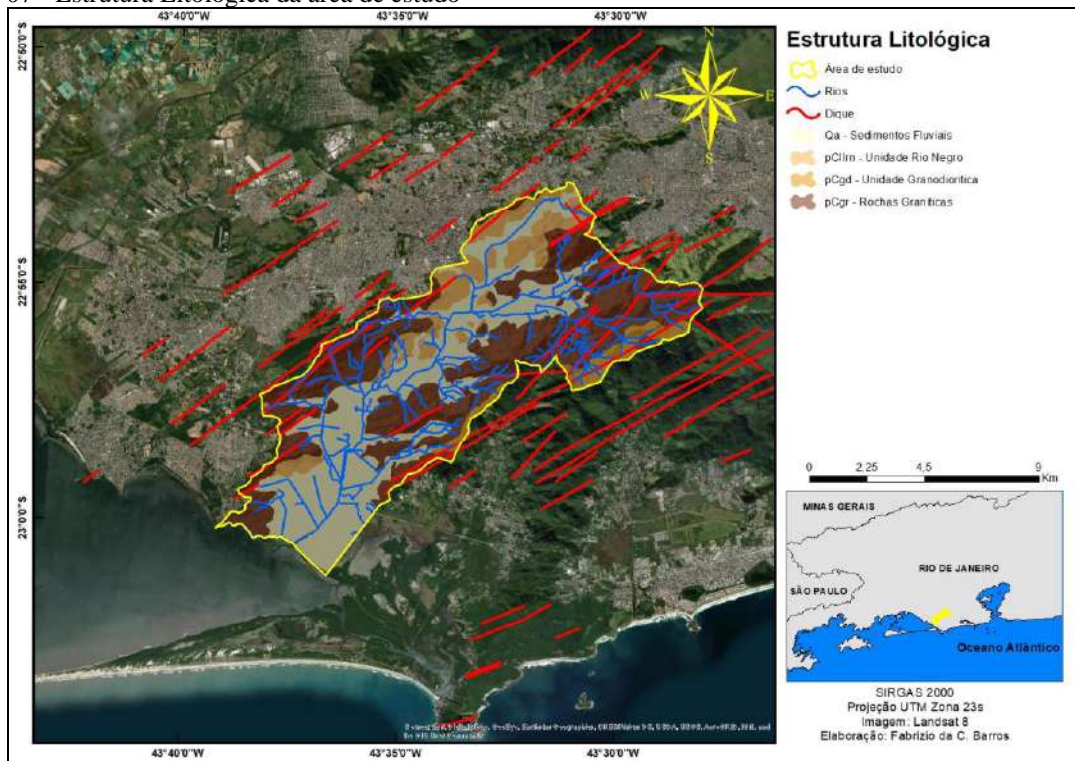 07 - Estrutura Litológica da área de estudo
43°40'0"W 43°35'0"W 43°30'0"W
22°50'0"S
22°55'0"S
23°0'0"S
N
W E
S
Estrutura Litológica
Área de estudo
Rios
Dique
Qa - Sedimentos Fluviais
pCIIrn - Unidade Rio Negro
pCgd - Unidade Granodiorítica
pCgr - Rochas Graníticas
0 2,25 4,5 9
Km
MINAS GERAIS
RIO DE JANEIRO
SÃO PAULO
Oceano Atlântico
SIRGAS 2000
Projeção UTM Zona 23s
Imagem: Landsat 8
Elaboração: Fabrizio da C. Barros
43°40'0"W 43°35'0"W 43°30'0"W